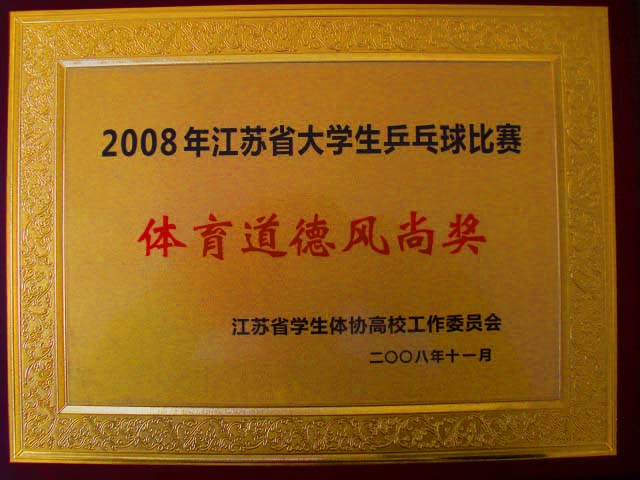 2008年江苏省大学生乒乓球比赛
体育道德风尚奖
江苏省学生体协高校工作委员会
二〇〇八年十一月